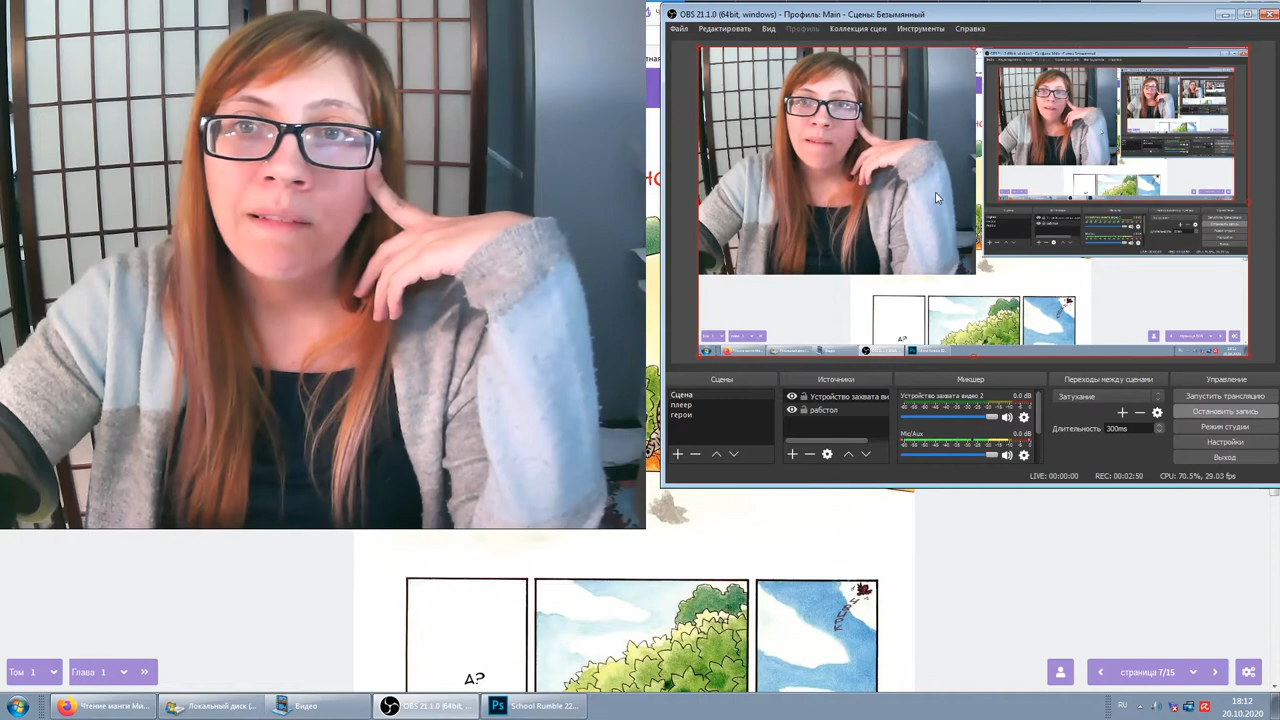 OBS 21.1.0 (64bit, windows) - Профиль: Main - Сцены: Безымянный
Файл Редактировать Вид Профиль Коллекция сцен Инструменты Справка
Сцены Источники Микшер Переходы между сценами Управление
Сцена
плеер
герои
Устройство захвата ви
рабстол
Устройство захвата видео 2 0.0 dB
Mic/Aux 0.0 dB
Затухание
Длительность 300ms
Запустить трансляцию
Остановить запись
Режим студии
Настройки
Выход
LIVE: 00:00:00 REC: 00:02:50 CPU: 70.5%, 29.03 fps
А?
Том 1 Глава 1
страница 7/15
Чтение манги Ми...
Локальный диск (...
Видео
OBS 21.1.0 (64bit, ...
Ps School Rumble 22...
RU
18:12
20.10.2020